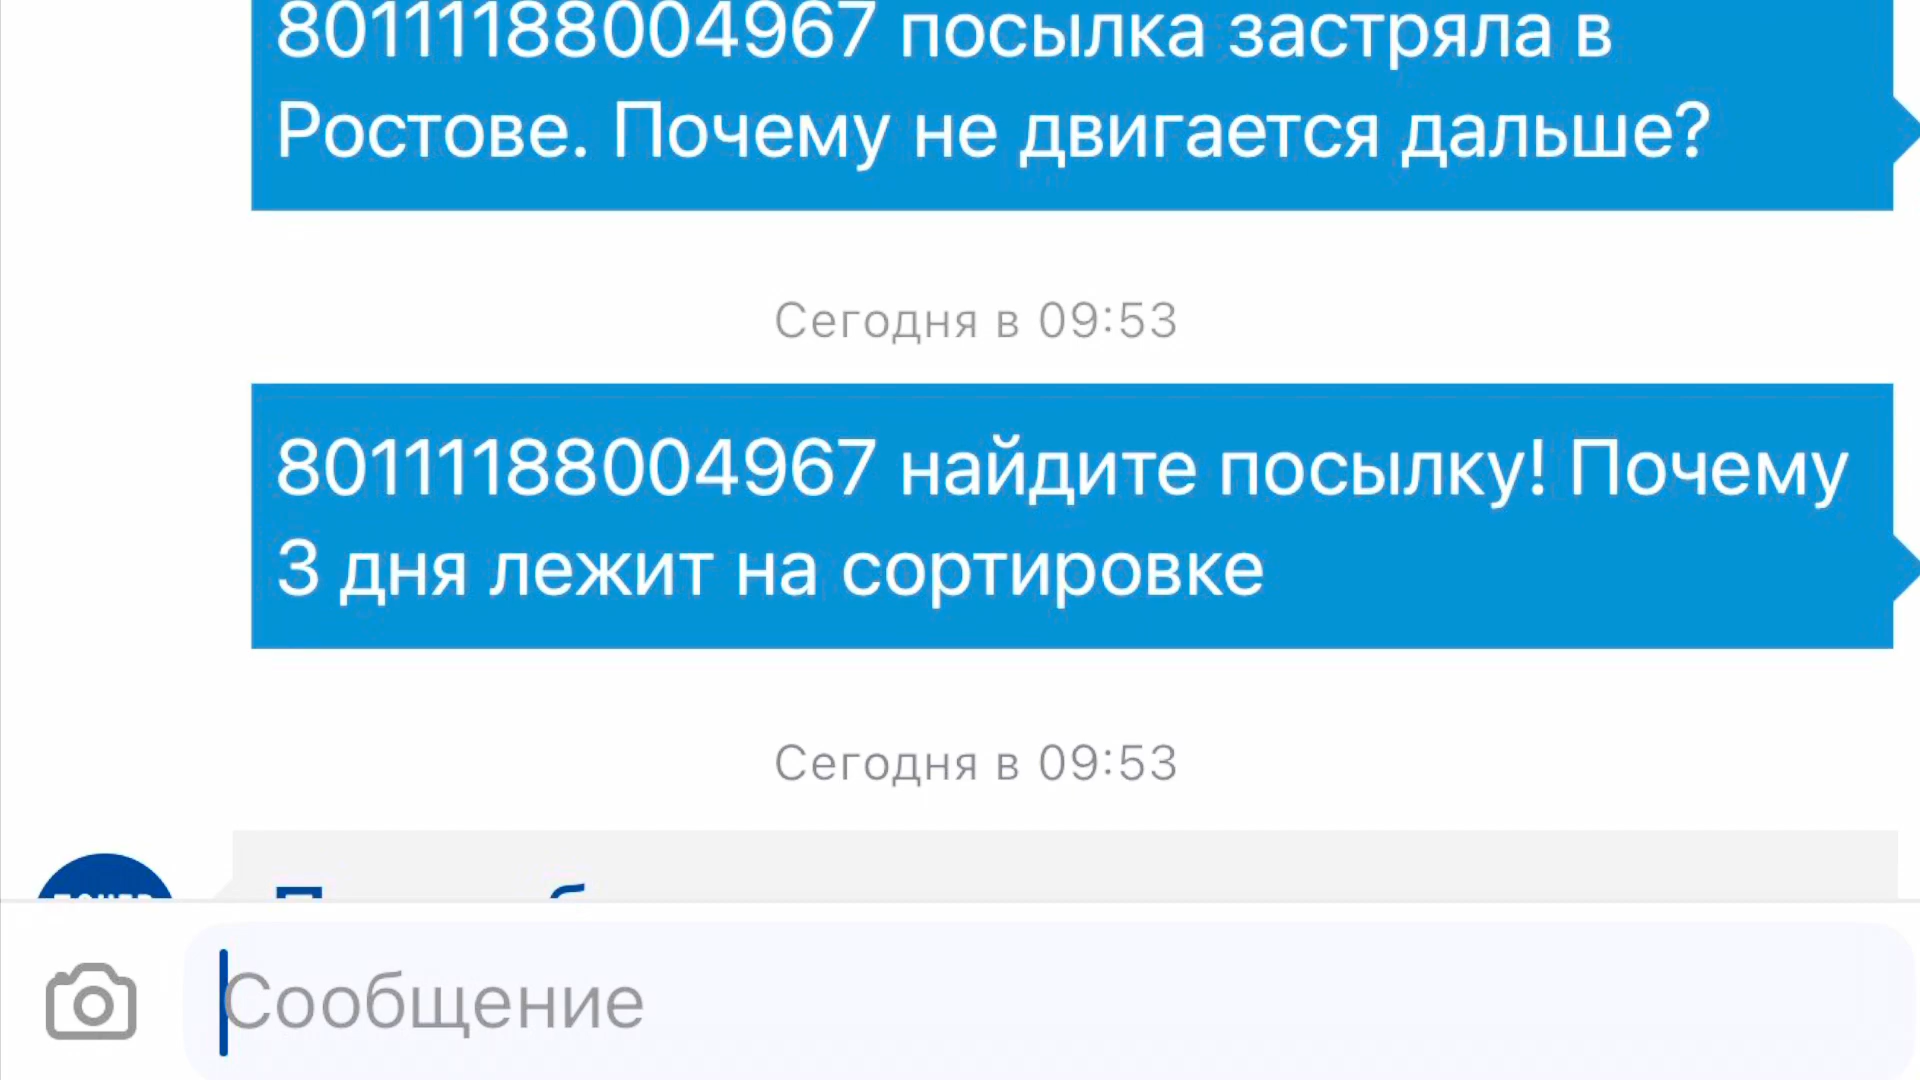 80111188004967 посылка застряла в
Ростове. Почему не двигается дальше?
Сегодня в 09:53
80111188004967 найдите посылку! Почему
3 дня лежит на сортировке
Сегодня в 09:53
Сообщение